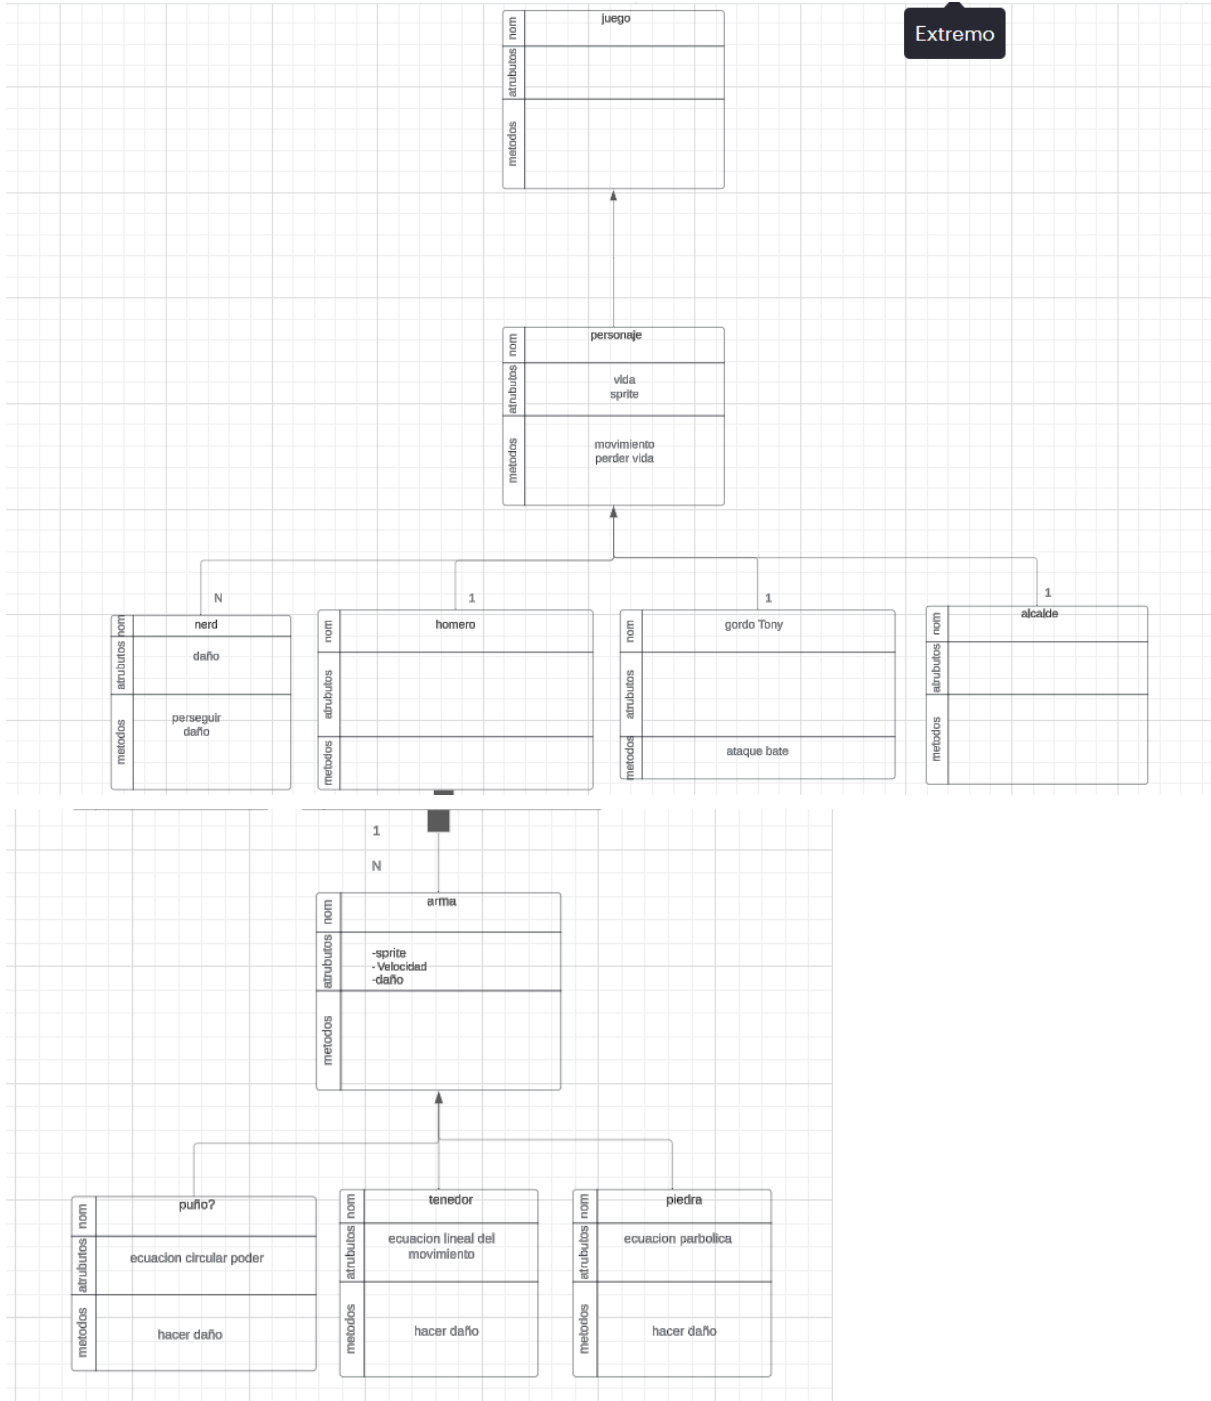 juego
Extremo
nom
atrubutos
metodos
personaje
nom
atrubutos
vida
sprite
metodos
movimiento
perder vida
N
1
1
1
nom
nerd
atrubutos
daño
metodos
perseguir
daño
nom
homero
atrubutos
metodos
nom
gordo Tony
atrubutos
metodos
ataque bate
nom
alcalde
atrubutos
metodos
1
N
nom
arma
atrubutos
-sprite
- Velocidad
-daño
metodos
nom
puño?
atrubutos
ecuacion circular poder
metodos
hacer daño
nom
tenedor
atrubutos
ecuacion lineal del
movimiento
metodos
hacer daño
nom
piedra
atrubutos
ecuacion parbolica
metodos
hacer daño